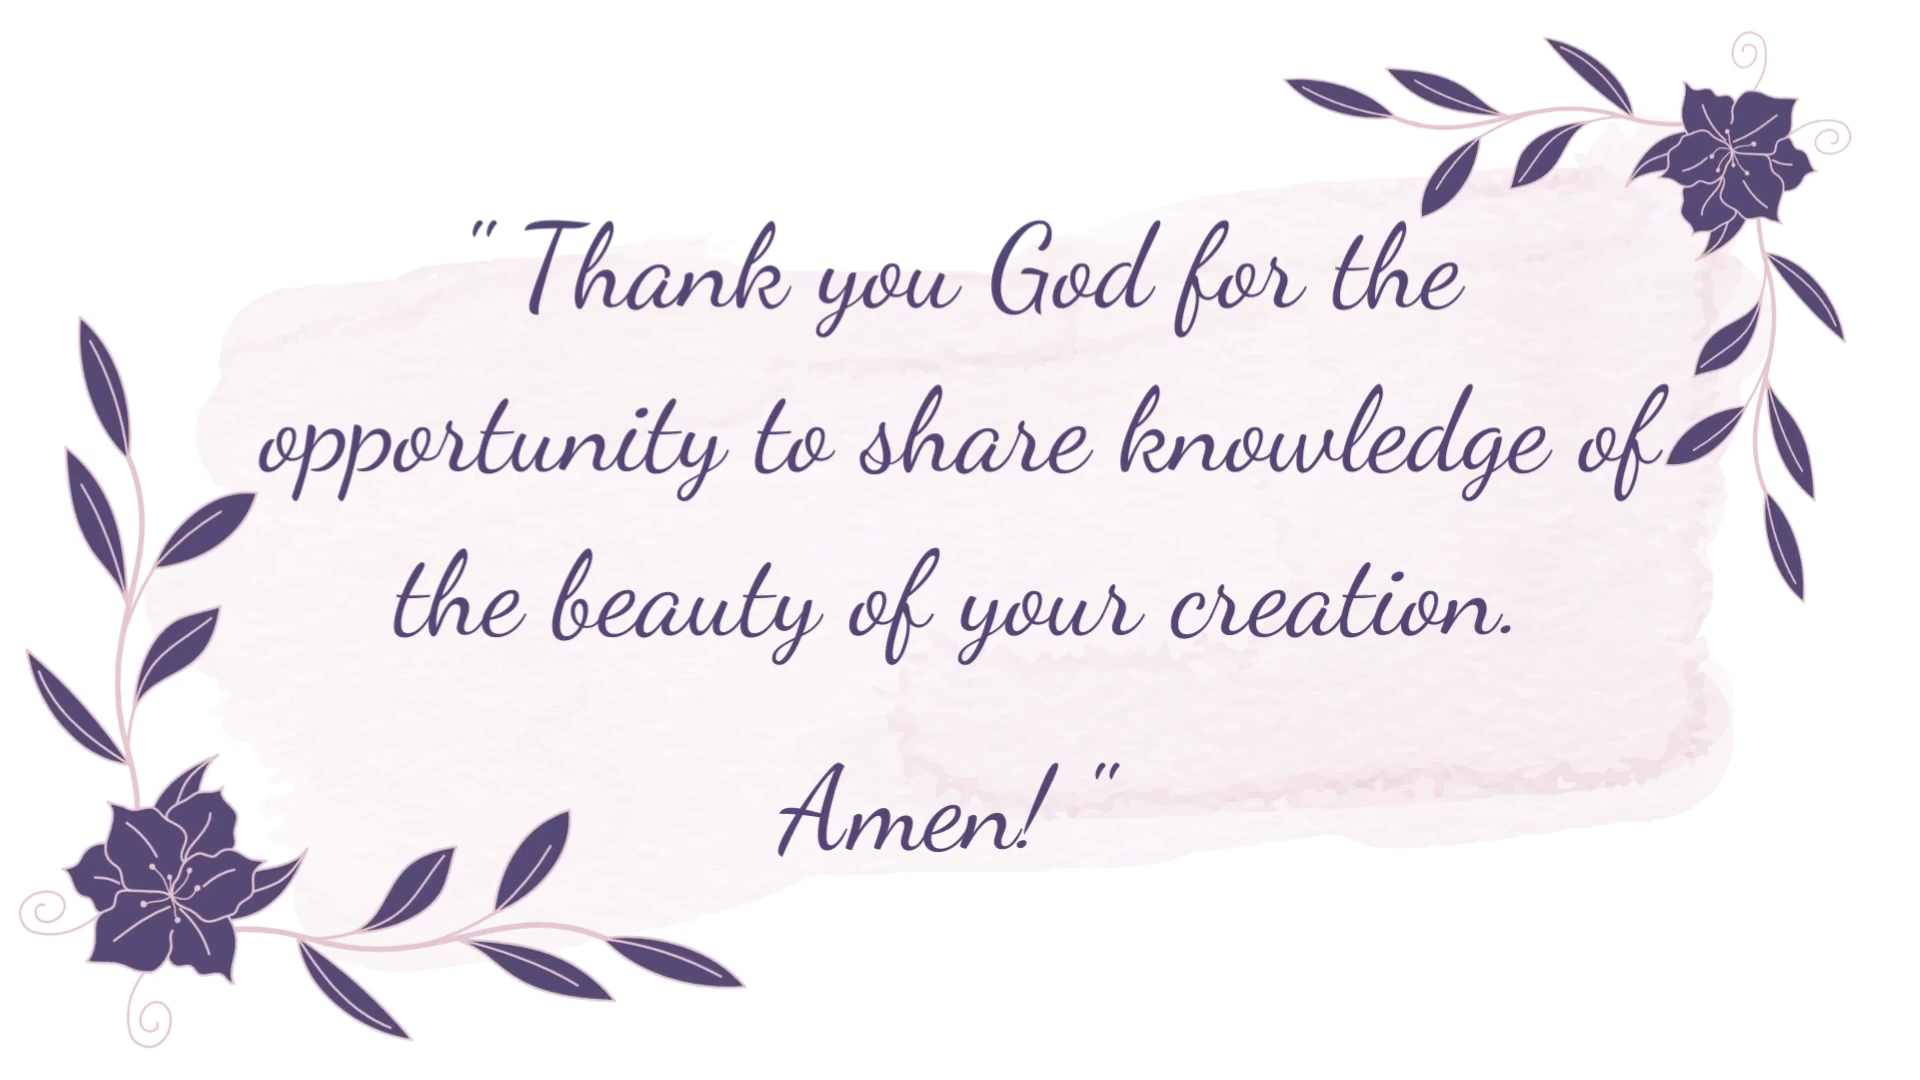 " Thank you God for the
opportunity to share knowledge of
the beauty of your creation.
Amen! "